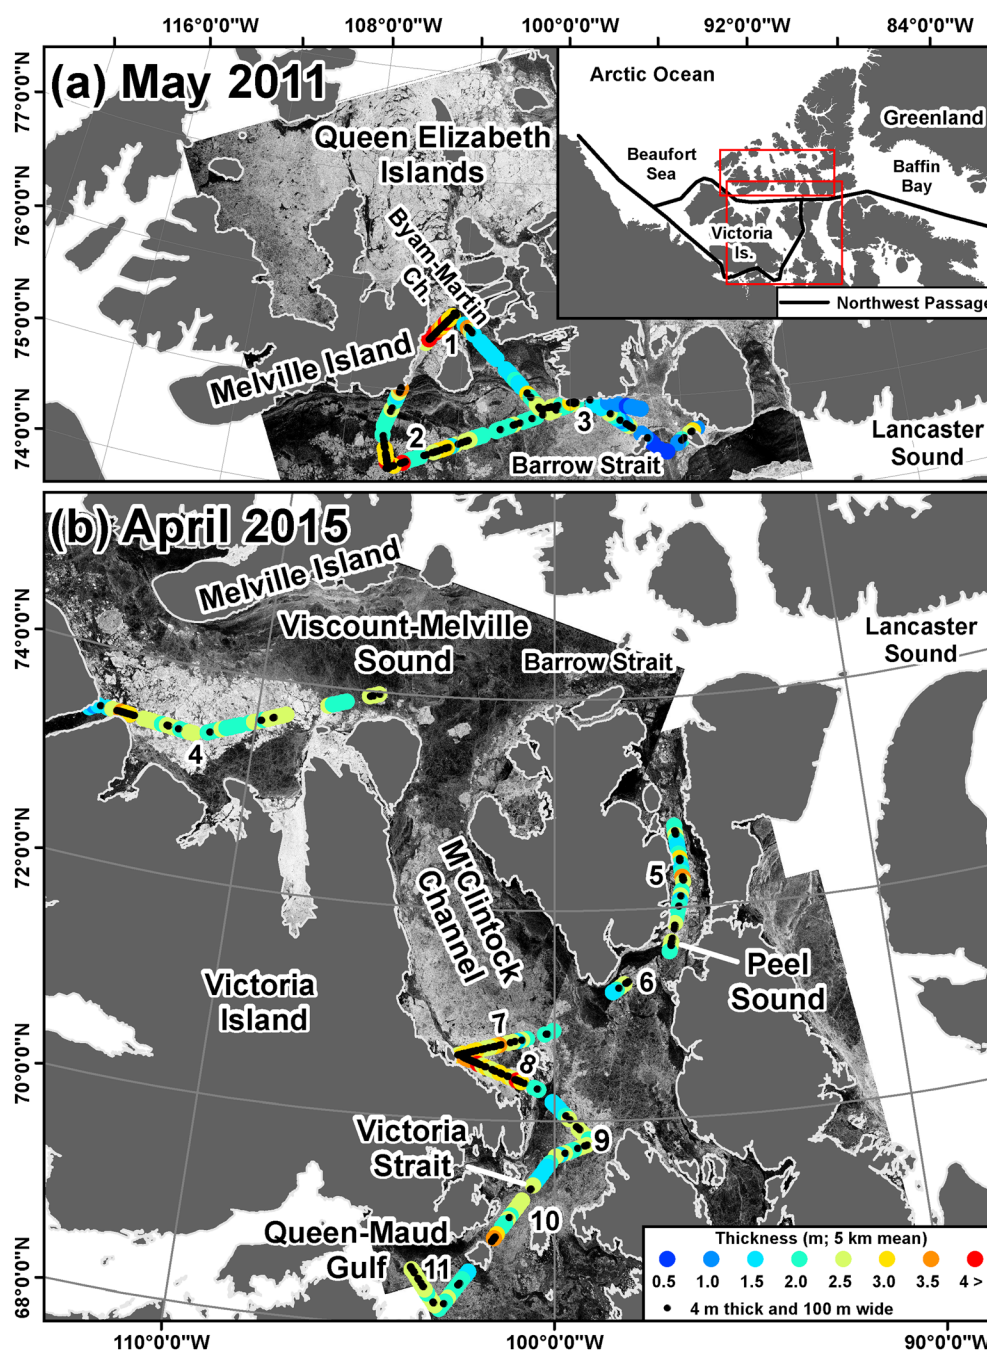 116°0'0"W
108°0'0"W
100°0'0"W
92°0'0"W
84°0'0"W
(a) May 2011
77°0'0"N
76°0'0"N
75°0'0"N
74°0'0"N
Queen Elizabeth
Islands
Byam-Martin
Ch.
Melville Island
1
2
3
Barrow Strait
Lancaster
Sound
Arctic Ocean
Greenland
Beaufort
Sea
Baffin
Bay
Victoria
Is.
Northwest Passage
(b) April 2015
74°0'0"N
72°0'0"N
70°0'0"N
68°0'0"N
Melville Island
Viscount-Melville
Sound
Barrow Strait
Lancaster
Sound
4
M'Clintock
Channel
5
Peel
Sound
6
Victoria
Island
7
8
9
Victoria
Strait
10
Queen-Maud
Gulf
11
Thickness (m; 5 km mean)
0.5 1.0 1.5 2.0 2.5 3.0 3.5 4 >
4 m thick and 100 m wide
110°0'0"W
100°0'0"W
90°0'0"W